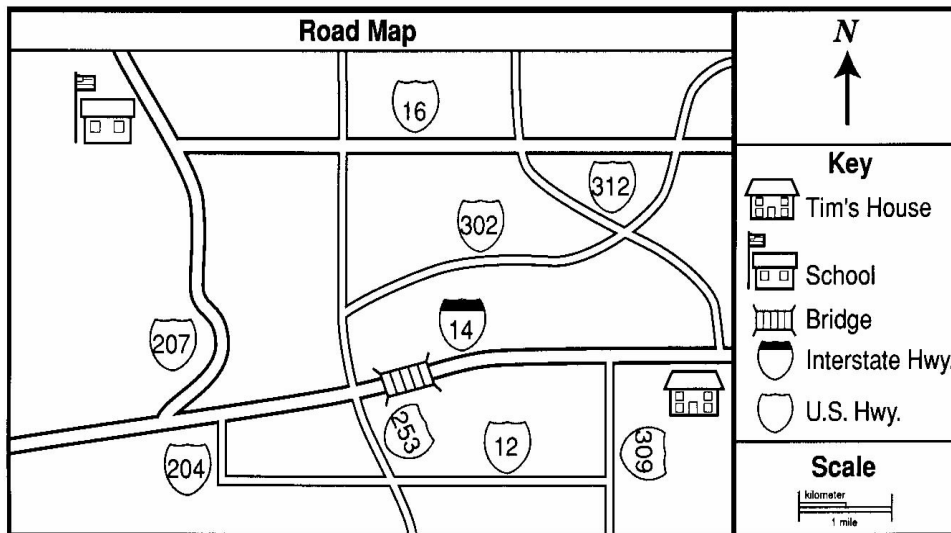 Road Map
N
16
312
302
14
207
253
12
204
309
Key
Tim's House
School
Bridge
Interstate Hwy.
U.S. Hwy.
Scale
kilometer
1 mile